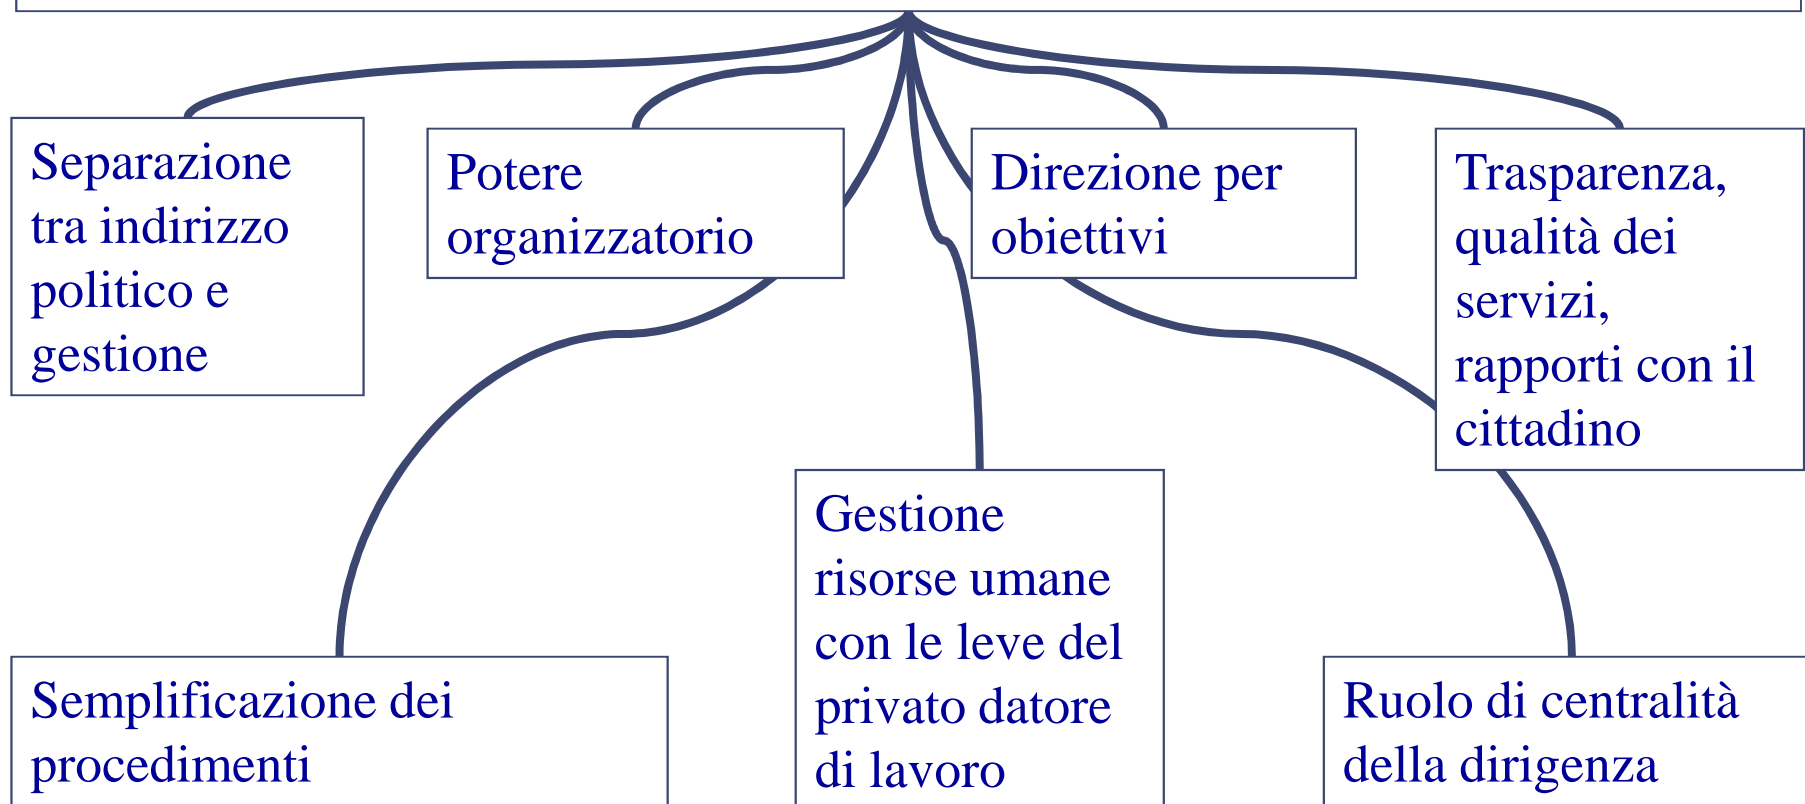 Separazione
tra indirizzo
politico e
gestione
Potere
organizzatorio
Direzione per
obiettivi
Trasparenza,
qualità dei
servizi,
rapporti con il
cittadino
Semplificazione dei
procedimenti
Gestione
risorse umane
con le leve del
privato datore
di lavoro
Ruolo di centralità
della dirigenza